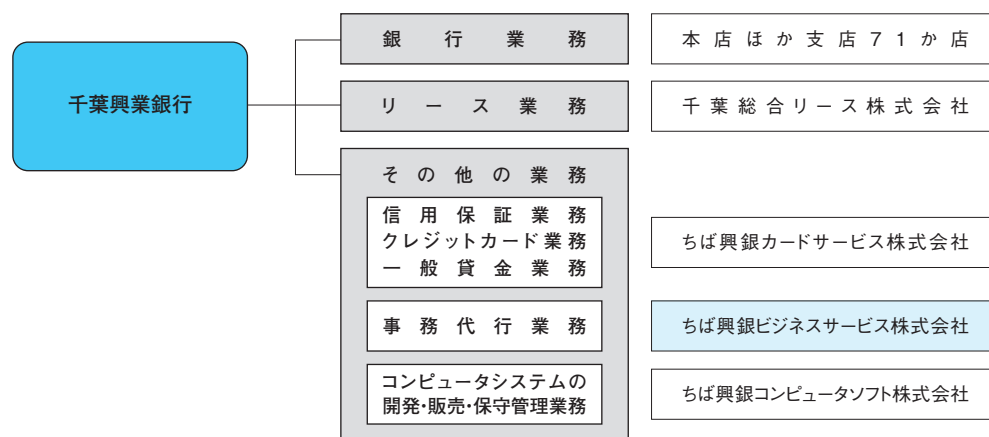 千葉興業銀行
銀行業務
本店ほか支店71か店
リース業務
千葉総合リース株式会社
その他の業務
信用保証業務
クレジットカード業務
一般貸金業務
ちば興銀カードサービス株式会社
事務代行業務
ちば興銀ビジネスサービス株式会社
コンピュータシステムの
開発・販売・保守管理業務
ちば興銀コンピュータソフト株式会社